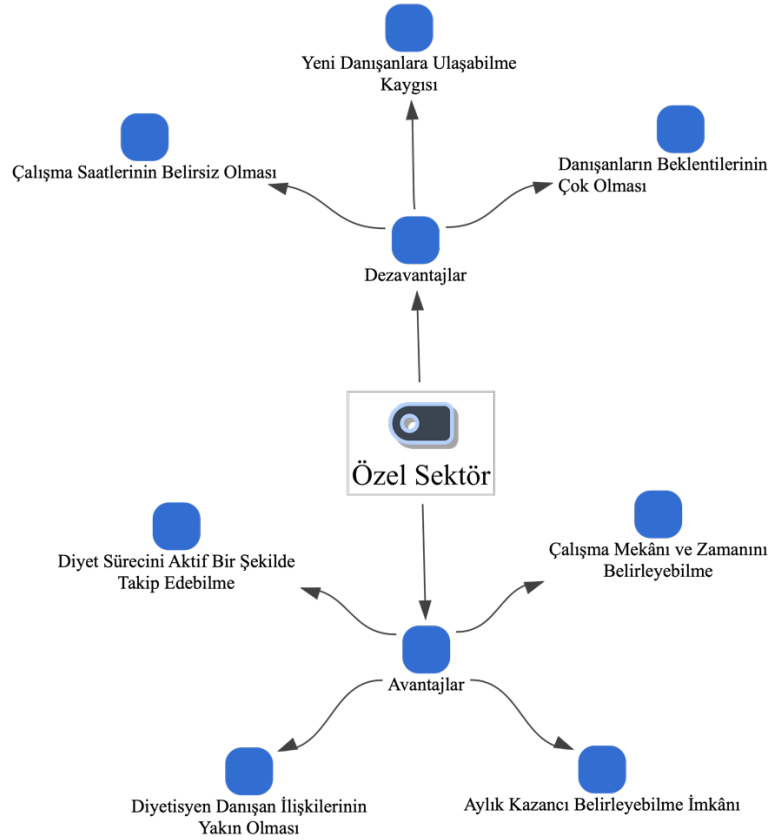 Yeni Danışanlara Ulaşabilme
Kaygısı
Çalışma Saatlerinin Belirsiz Olması
Danışanların Beklentilerinin
Çok Olması
Dezavantajlar
Özel Sektör
Diyet Sürecini Aktif Bir Şekilde
Takip Edebilme
Çalışma Mekânı ve Zamanını
Belirleyebilme
Avantajlar
Diyetisyen Danışan İlişkilerinin
Yakın Olması
Aylık Kazancı Belirleyebilme İmkânı